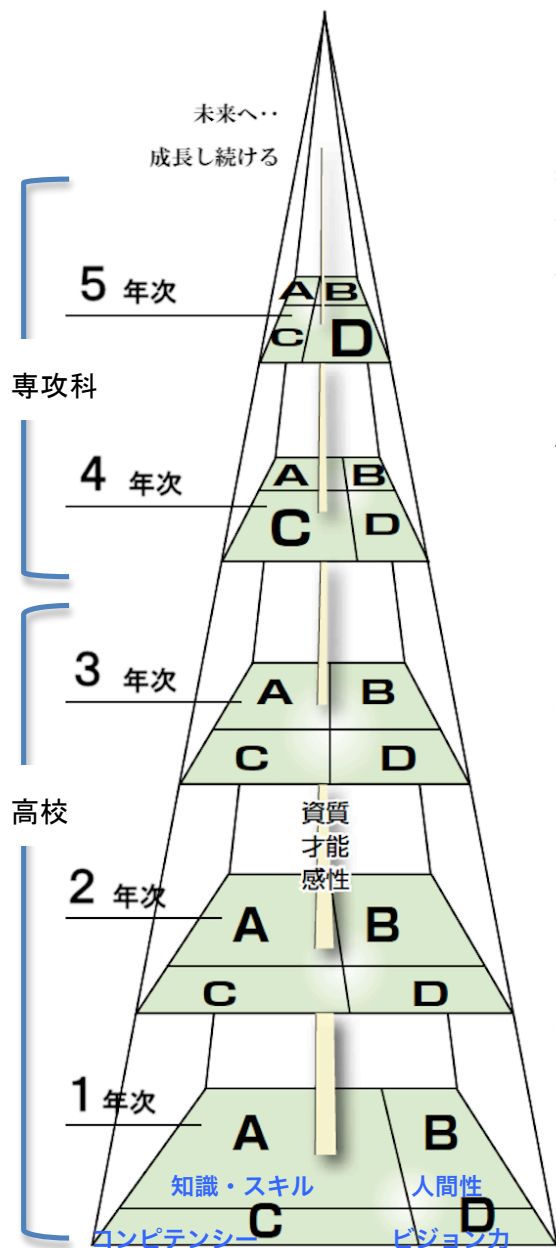 未来へ‥
成長し続ける
5 年次
A B
C D
専攻科
4 年次
A B
C D
3 年次
A B
C D
高校
資質
才能
感性
2 年次
A B
C D
1 年次
A B
知識・スキル 人間性
C D
コンピテンシー ビジョン力